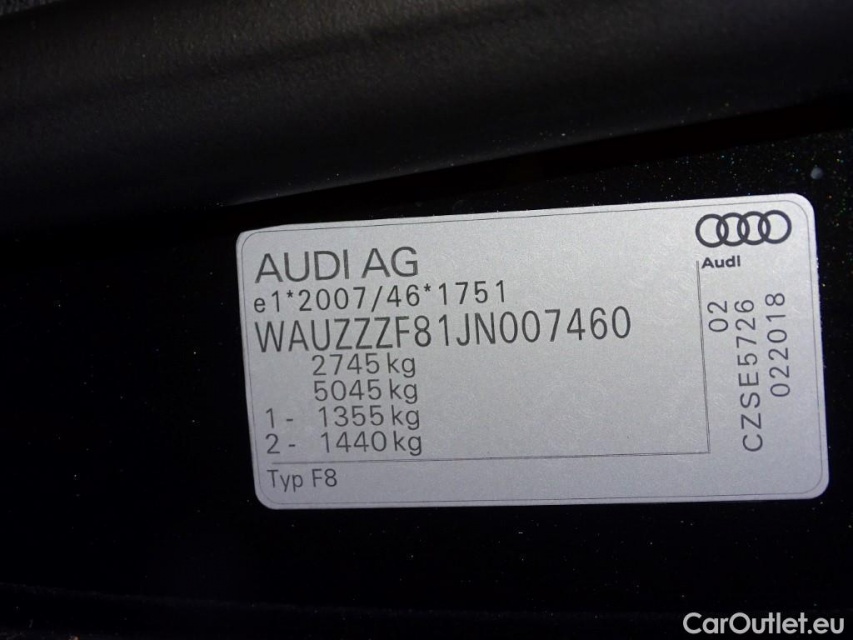 AUDI AG
e1*2007/46*1751
WAUZZZF81JN007460
2745 kg
5045 kg
1 - 1355 kg
2 - 1440 kg
Typ F8
Audi
02
CZSE5726
022018
CarOutlet.eu